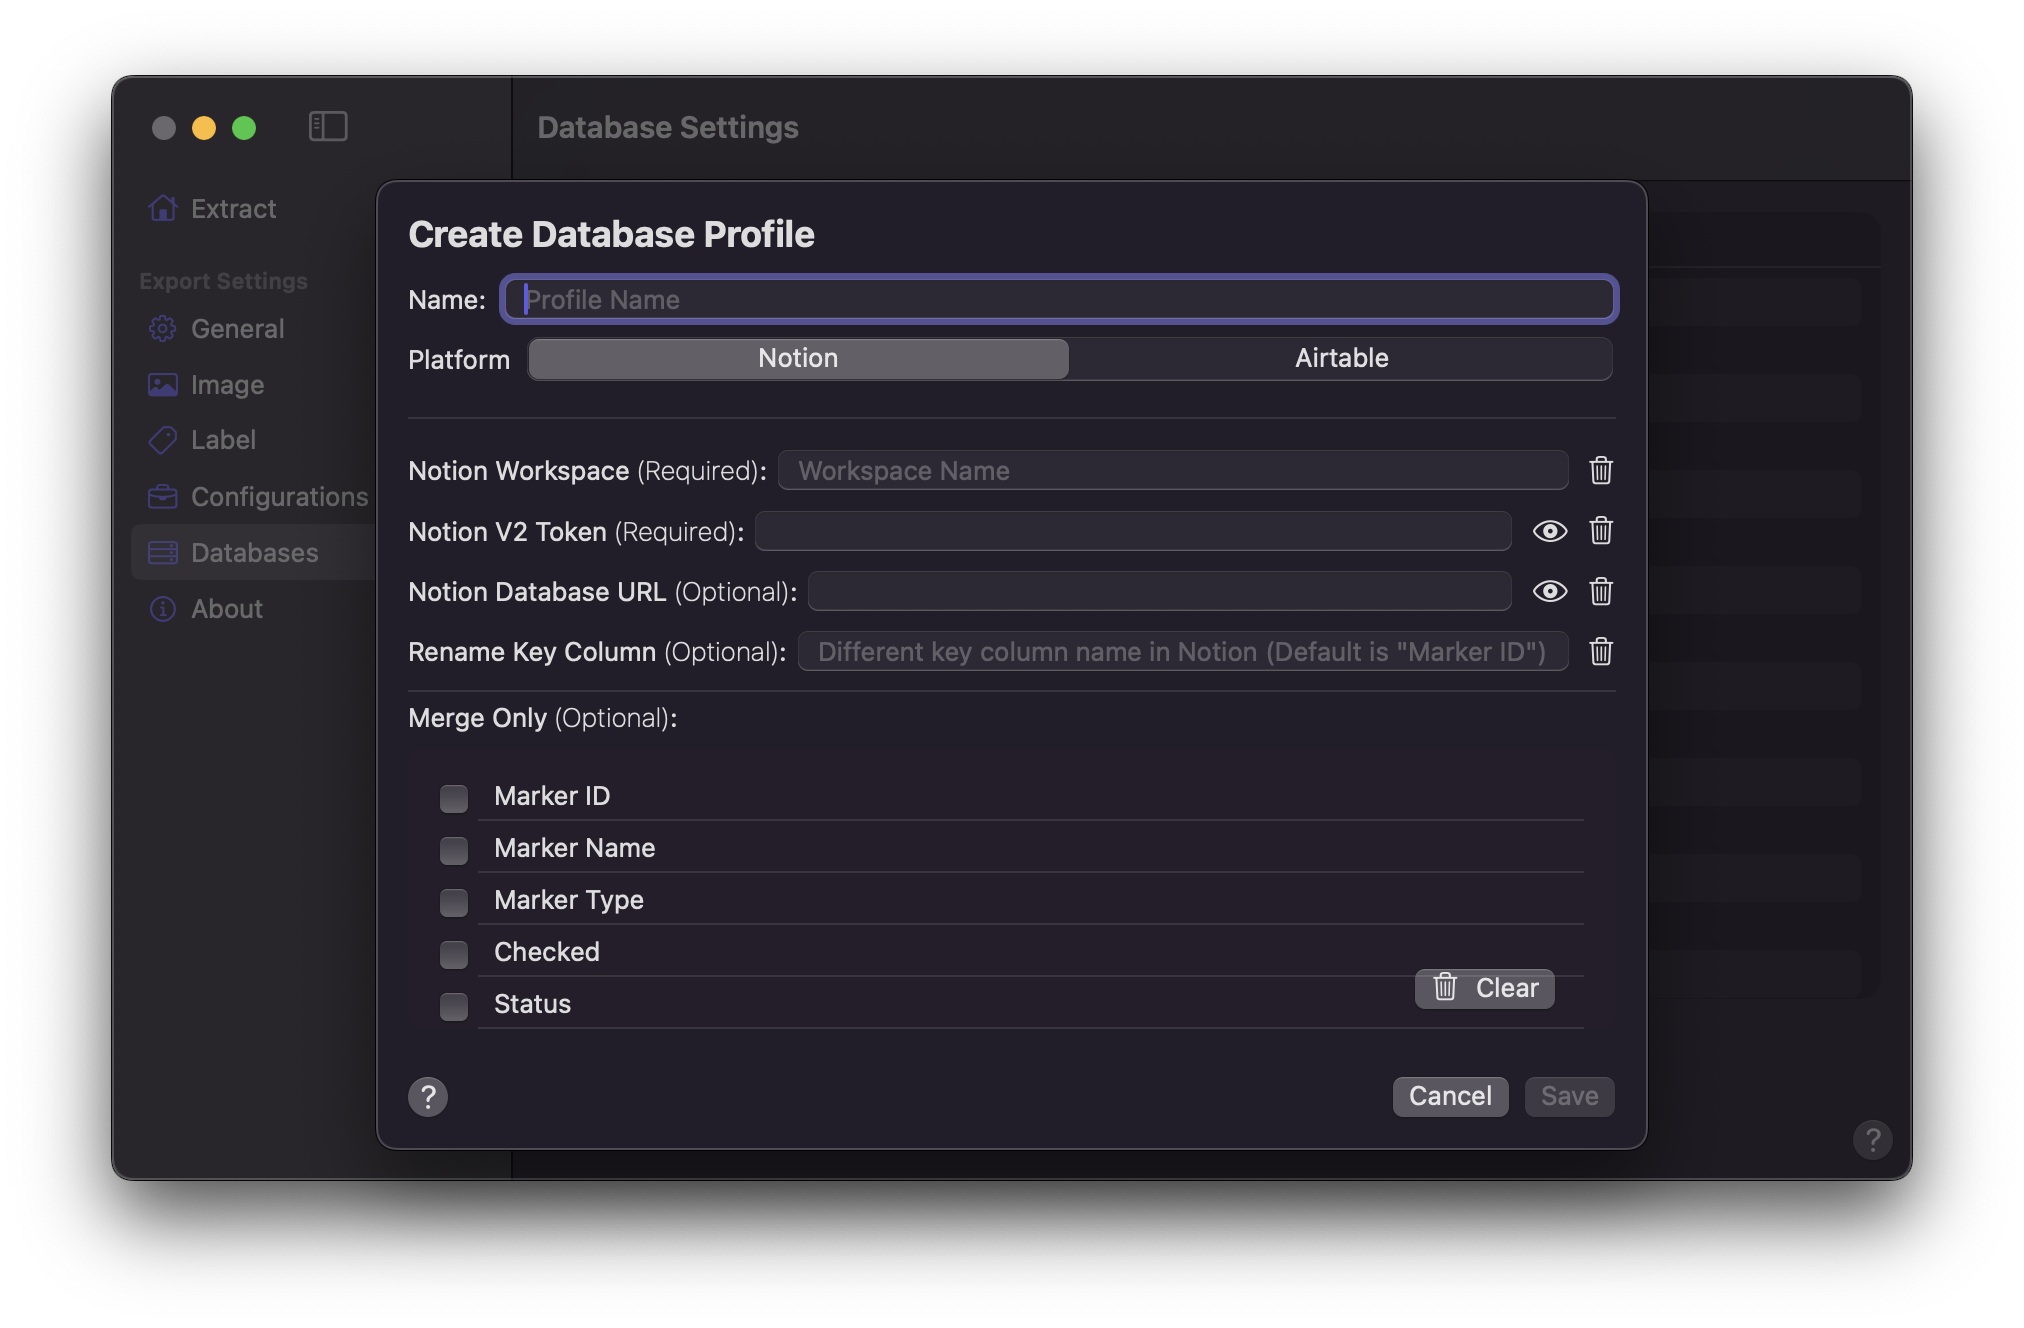 Database Settings
Extract
Export Settings
General
Image
Label
Configurations
Databases
About
Create Database Profile
Name: Profile Name
Platform Notion Airtable
Notion Workspace (Required): Workspace Name
Notion V2 Token (Required):
Notion Database URL (Optional):
Rename Key Column (Optional): Different key column name in Notion (Default is "Marker ID")
Merge Only (Optional):
Marker ID
Marker Name
Marker Type
Checked
Status
Clear
? Cancel Save
?